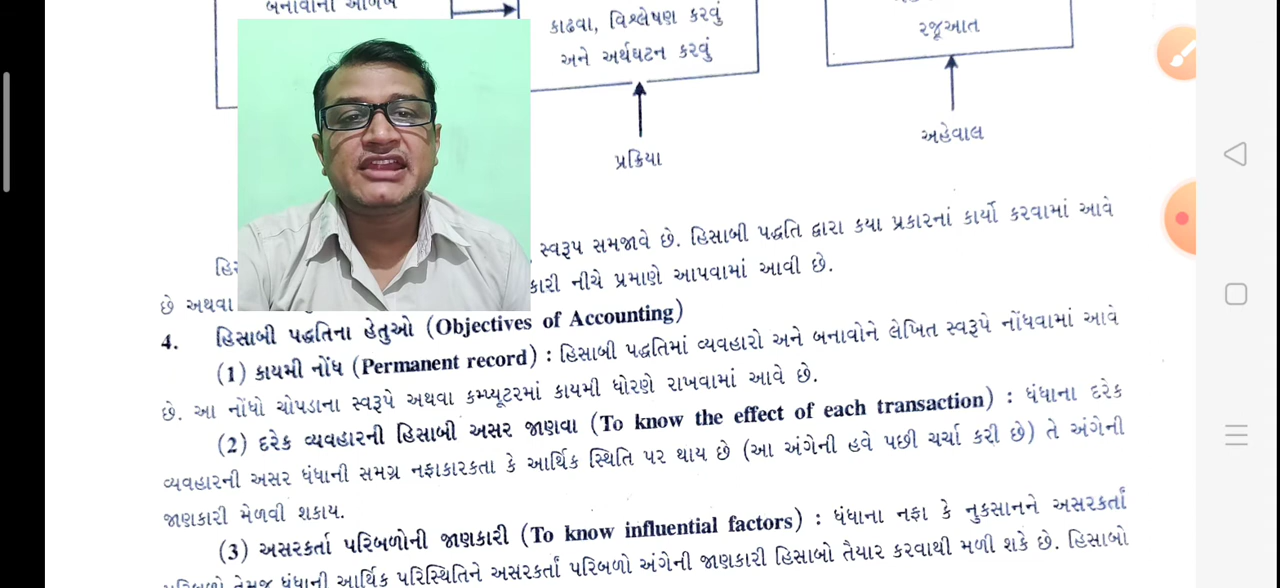 બનાવોની ઓળખ
કાઢવા, વિશ્લેષણ કરવું
અને અર્થઘટન કરવું
રજૂઆત
પ્રક્રિયા
અહેવાલ
સ્વરૂપ સમજાવે છે. હિસાબી પદ્ધતિ દ્વારા કયા પ્રકારનાં કાર્યો કરવામાં આવે
છે અથવા નીચે પ્રમાણે આપવામાં આવી છે.
4. હિસાબી પદ્ધતિના હેતુઓ (Objectives of Accounting)
(1) કાયમી નોંધ (Permanent record) : હિસાબી પદ્ધતિમાં વ્યવહારો અને બનાવોને લેખિત સ્વરૂપે નોંધવામાં આવે
છે. આ નોંધો ચોપડાના સ્વરૂપે અથવા કમ્પ્યૂટરમાં કાયમી ધોરણે રાખવામાં આવે છે.
(2) દરેક વ્યવહારની હિસાબી અસર જાણવા (To know the effect of each transaction) : ધંધાના દરેક
વ્યવહારની અસર ધંધાની સમગ્ર નફાકારકતા કે આર્થિક સ્થિતિ પર થાય છે (આ અંગેની હવે પછી ચર્ચા કરી છે) તે અંગેની
જાણકારી મેળવી શકાય.
(3) અસરકર્તા પરિબળોની જાણકારી (To know influential factors) : ધંધાના નફા કે નુકસાનને અસરકર્તા
પરિબળો તેમજ ધંધાની આર્થિક પરિસ્થિતિને અસરકર્તા પરિબળો અંગેની જાણકારી હિસાબો તૈયાર કરવાથી મળી શકે છે. હિસાબો